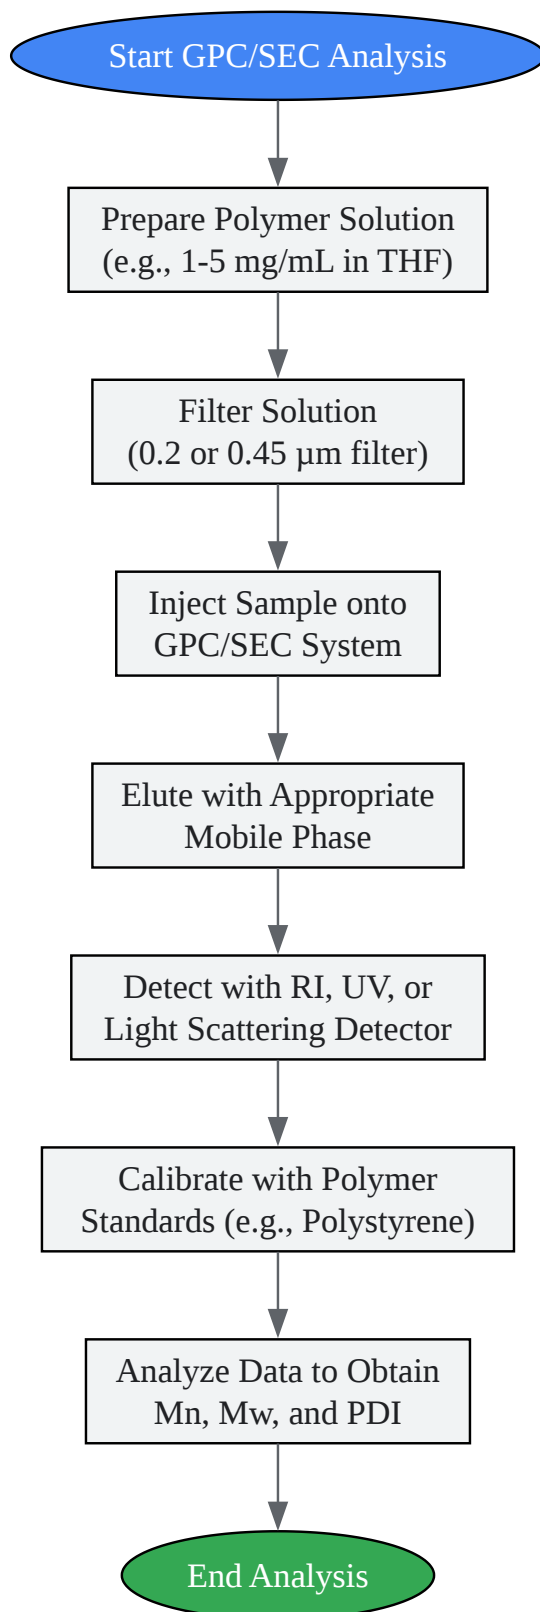 Start GPC/SEC Analysis
Prepare Polymer Solution
(e.g., 1-5 mg/mL in THF)
Filter Solution
(0.2 or 0.45 µm filter)
Inject Sample onto
GPC/SEC System
Elute with Appropriate
Mobile Phase
Detect with RI, UV, or
Light Scattering Detector
Calibrate with Polymer
Standards (e.g., Polystyrene)
Analyze Data to Obtain
Mn, Mw, and PDI
End Analysis